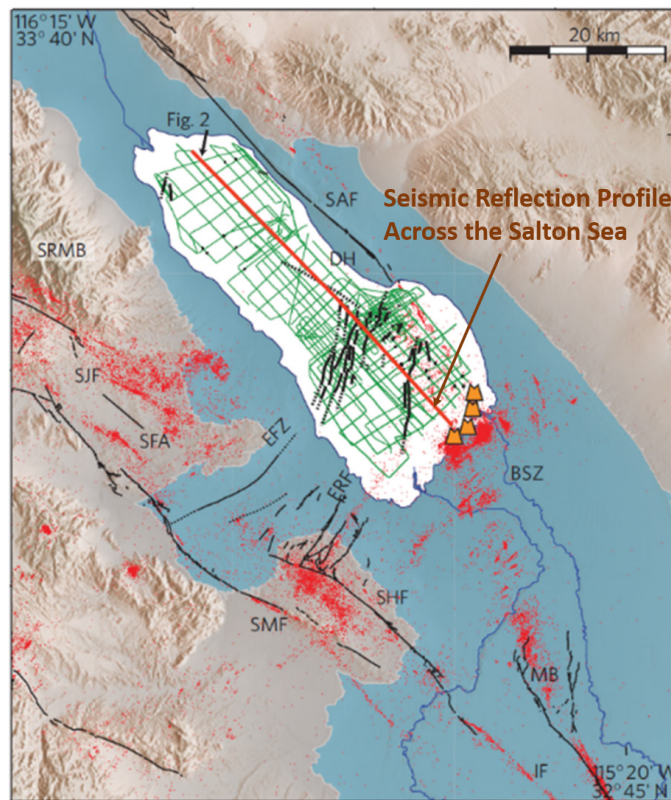 116° 15' W
33° 40' N
20 km
Fig. 2
SAF
Seismic Reflection Profile
Across the Salton Sea
SRMB
DH
SJF
SFA
EFZ
ERF
BSZ
SHF
SMF
MB
IF
115° 20' W
32° 45' N